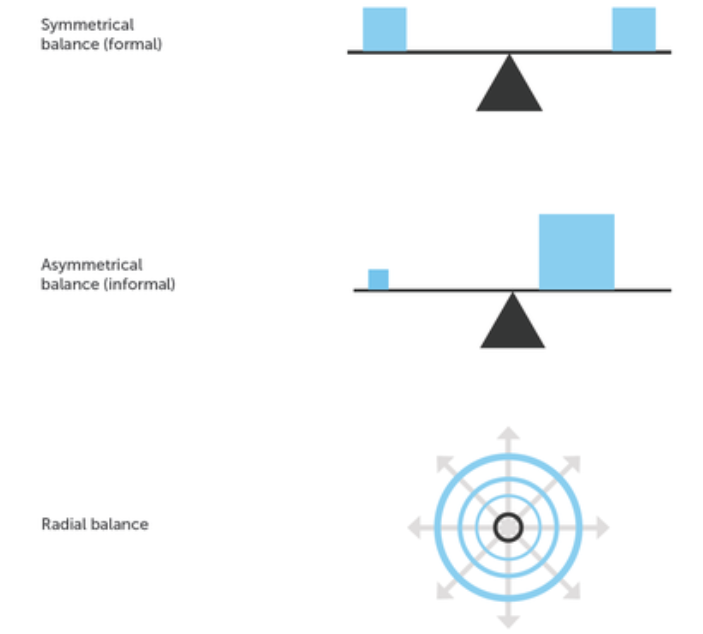 Symmetrical
balance (formal)
Asymmetrical
balance (informal)
Radial balance